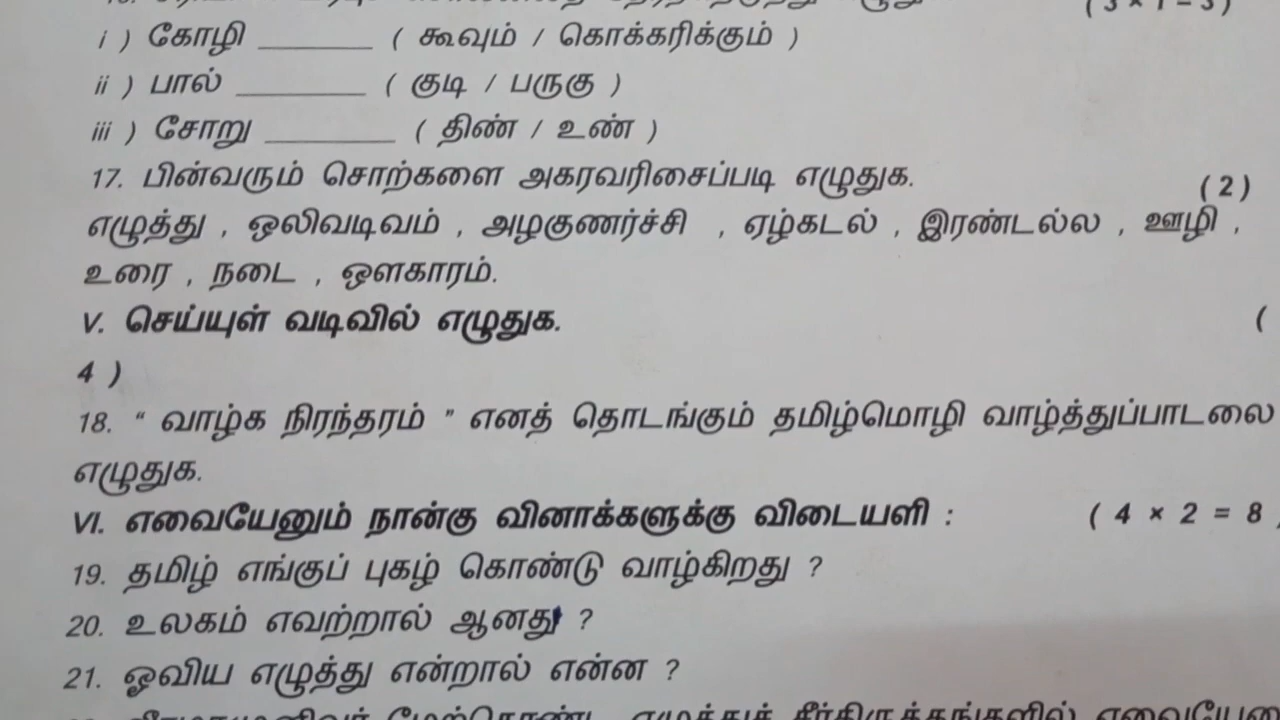 i ) கோழி ________ ( கூவும் / கொக்கரிக்கும் )
ii ) பால் _________ ( குடி / பருகு )
iii ) சோறு _________ ( திண் / உண் )
17. பின்வரும் சொற்களை அகரவரிசைப்படி எழுதுக. ( 2 )
எழுத்து , ஒலிவடிவம் , அழகுணர்ச்சி , ஏழ்கடல் , இரண்டல்ல , ஊழி ,
உரை , நடை , ஔகாரம்.
V. செய்யுள் வடிவில் எழுதுக. (
4 )
18. “ வாழ்க நிரந்தரம் ” எனத் தொடங்கும் தமிழ்மொழி வாழ்த்துப்பாடலை
எழுதுக.
VI. எவையேனும் நான்கு வினாக்களுக்கு விடையளி : ( 4 × 2 = 8
19. தமிழ் எங்குப் புகழ் கொண்டு வாழ்கிறது ?
20. உலகம் எவற்றால் ஆனது ?
21. ஓவிய எழுத்து என்றால் என்ன ?